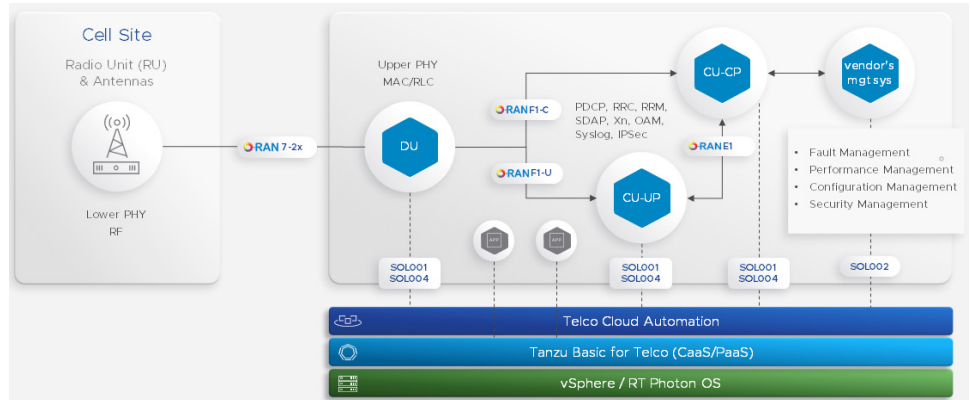 Cell Site
Radio Unit (RU)
& Antennas
Lower PHY
RF
O-RAN 7-2x
Upper PHY
MAC/RLC
DU
O-RAN F1-C
O-RAN F1-U
PDCP, RRC, RRM,
SDAP, Xn, OAM,
Syslog, IPSec
CU-CP
CU-UP
O-RAN E1
vendor's
mgt sys
• Fault Management
• Performance Management
• Configuration Management
• Security Management
APP
APP
SOL001
SOL004
SOL001
SOL004
SOL001
SOL004
SOL002
Telco Cloud Automation
Tanzu Basic for Telco (CaaS/PaaS)
vSphere / RT Photon OS